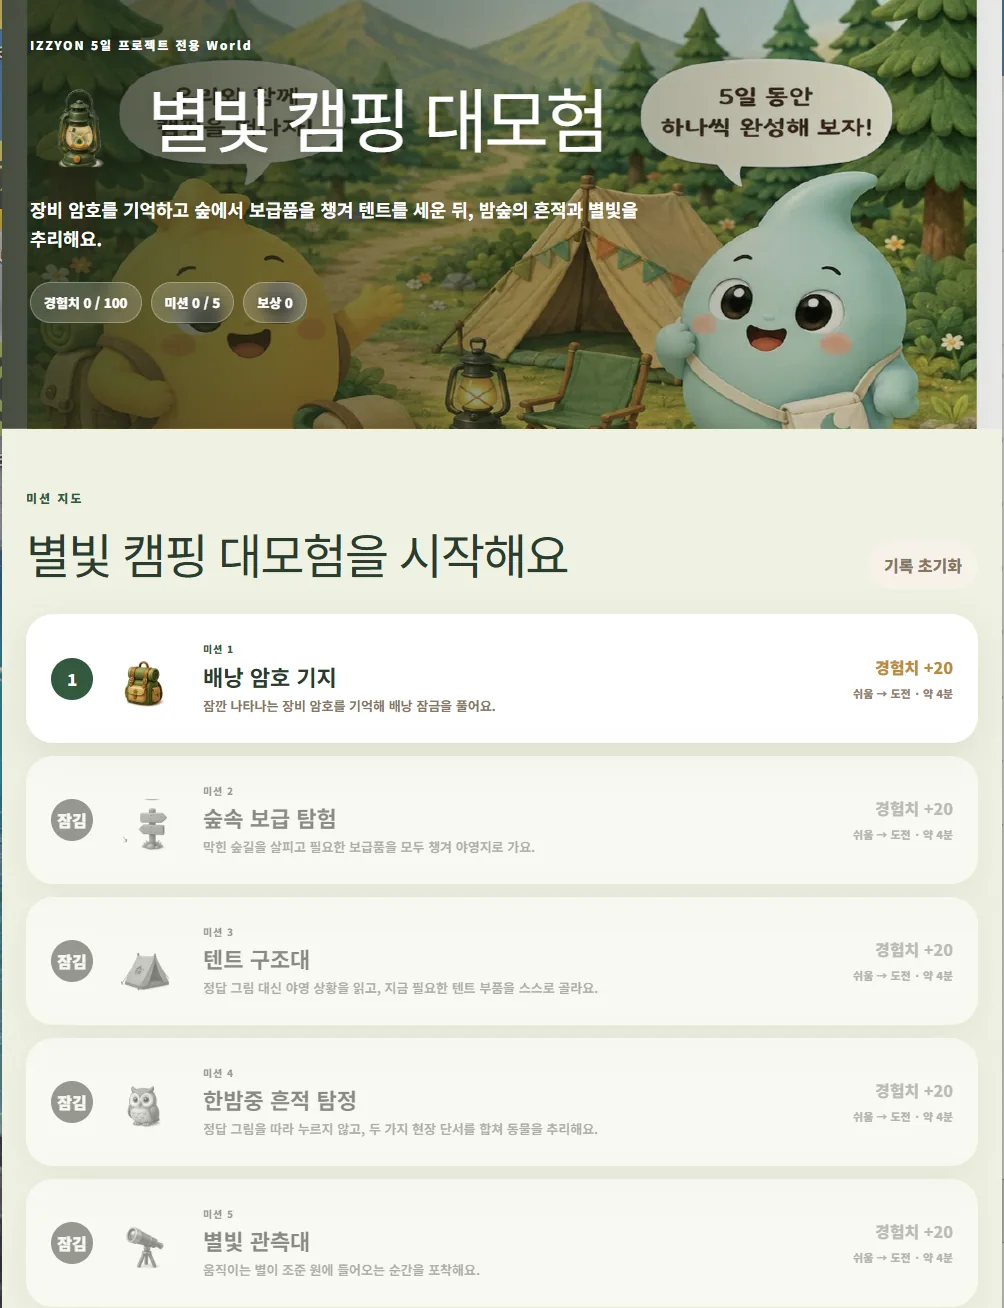 IZZYON 5일 프로젝트 전용 World
별빛 캠핑 대모험
5일 동안
하나씩 완성해 보자!
장비 암호를 기억하고 숲에서 보급품을 챙겨 텐트를 세운 뒤, 밤숲의 흔적과 별빛을
추리해요.
경험치 0 / 100
미션 0 / 5
보상 0
미션 지도
별빛 캠핑 대모험을 시작해요
기록 초기화
1
미션 1
배낭 암호 기지
잠깐 나타나는 장비 암호를 기억해 배낭 잠금을 풀어요.
경험치 +20
쉬움 → 도전 · 약 4분
잠김
미션 2
숲속 보급 탐험
막힌 숲길을 살피고 필요한 보급품을 모두 챙겨 야영지로 가요.
경험치 +20
쉬움 → 도전 · 약 4분
잠김
미션 3
텐트 구조대
정답 그림 대신 야영 상황을 읽고, 지금 필요한 텐트 부품을 스스로 골라요.
경험치 +20
쉬움 → 도전 · 약 4분
잠김
미션 4
한밤중 흔적 탐정
정답 그림을 따라 누르지 않고, 두 가지 현장 단서를 합쳐 동물을 추리해요.
경험치 +20
쉬움 → 도전 · 약 4분
잠김
미션 5
별빛 관측대
움직이는 별이 조준 원에 들어오는 순간을 포착해요.
경험치 +20
쉬움 → 도전 · 약 4분